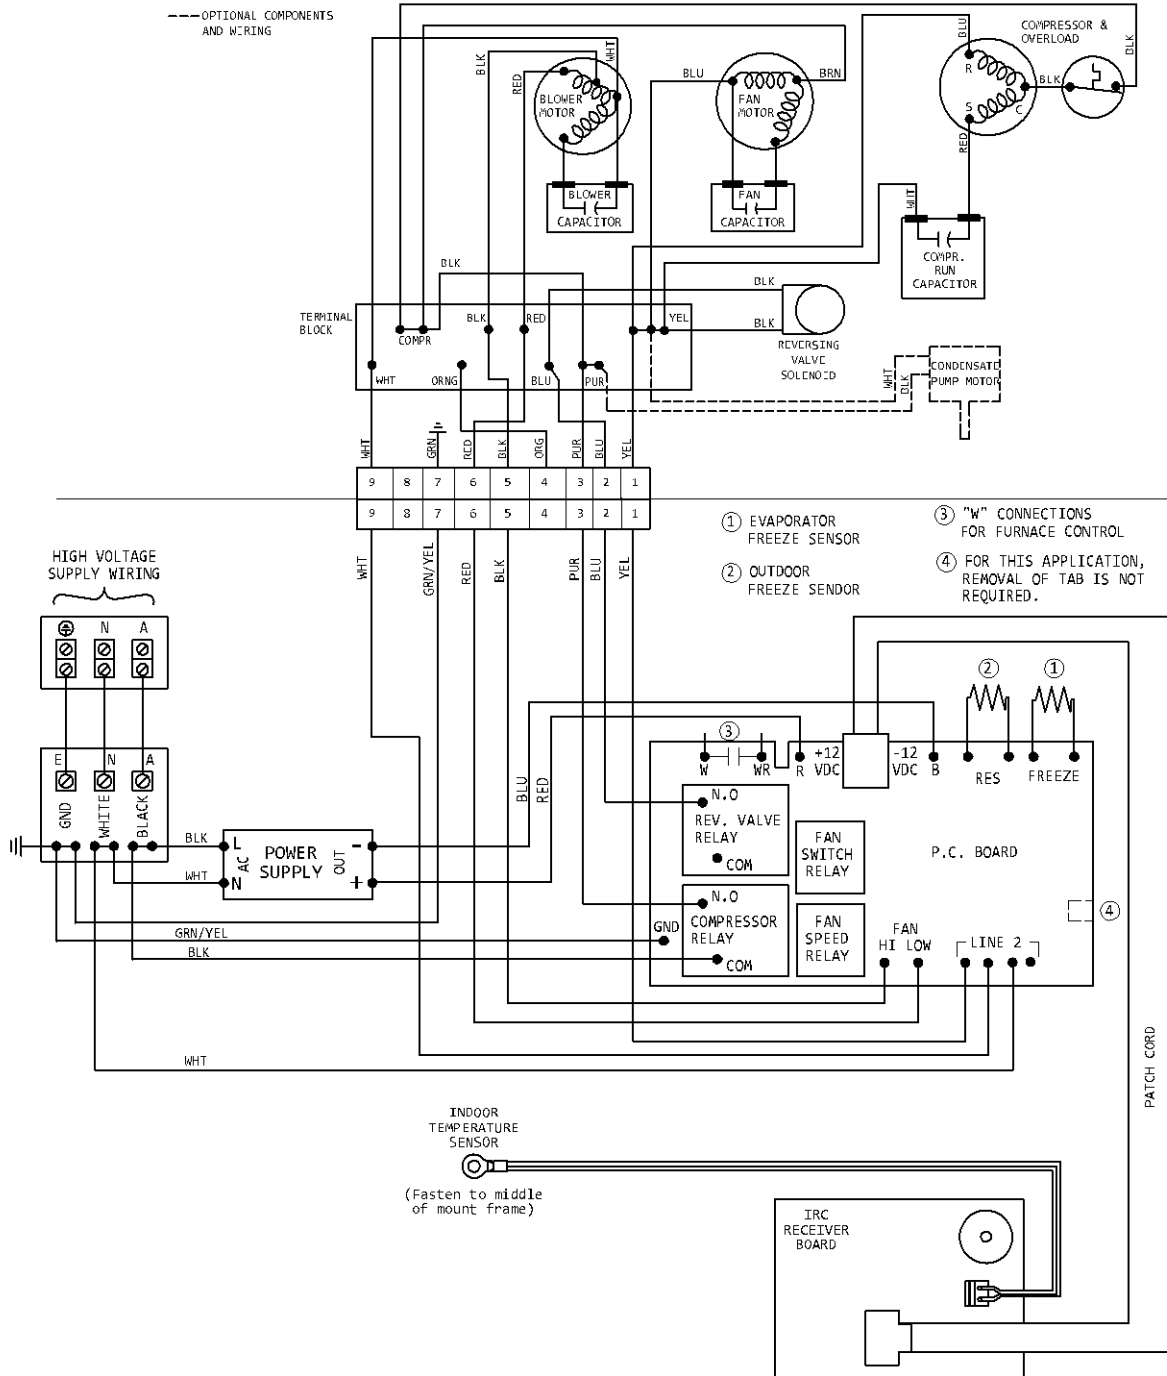 OPTIONAL COMPONENTS
AND WIRING
COMPRESSOR &
OVERLOAD
BLU
BLK
WHT
BLK
RED
BLU
BRN
BLK
R
S
C
RED
BLOWER
MOTOR
FAN
MOTOR
BLOWER
CAPACITOR
FAN
CAPACITOR
WHT
COMPR.
RUN
CAPACITOR
BLK
BLK
BLK
TERMINAL
BLOCK
COMPR
BLK
RED
YEL
REVERSING
VALVE
SOLENOID
WHT
ORNG
BLU
PUR
WHT
BLK
CONDENSATE
PUMP MOTOR
WHT
GRN
RED
BLK
ORG
PUR
BLU
YEL
9 8 7 6 5 4 3 2 1
9 8 7 6 5 4 3 2 1
WHT
GRN/YEL
RED
BLK
PUR
BLU
YEL
1 EVAPORATOR
FREEZE SENSOR
2 OUTDOOR
FREEZE SENDOR
3 "W" CONNECTIONS
FOR FURNACE CONTROL
4 FOR THIS APPLICATION,
REMOVAL OF TAB IS NOT
REQUIRED.
HIGH VOLTAGE
SUPPLY WIRING
N A
E N A
GND
WHITE
BLACK
BLK
WHT
L
N
AC
POWER
SUPPLY
OUT
-
+
BLU
RED
GRN/YEL
BLK
WHT
3
2
1
W
WR
R
+12
VDC
-12
VDC
B
RES
FREEZE
N.O
REV. VALVE
RELAY
COM
FAN
SWITCH
RELAY
P.C. BOARD
N.O
COMPRESSOR
RELAY
COM
GND
FAN
SPEED
RELAY
FAN
HI LOW
LINE 2
4
PATCH CORD
INDOOR
TEMPERATURE
SENSOR
(Fasten to middle
of mount frame)
IRC
RECEIVER
BOARD